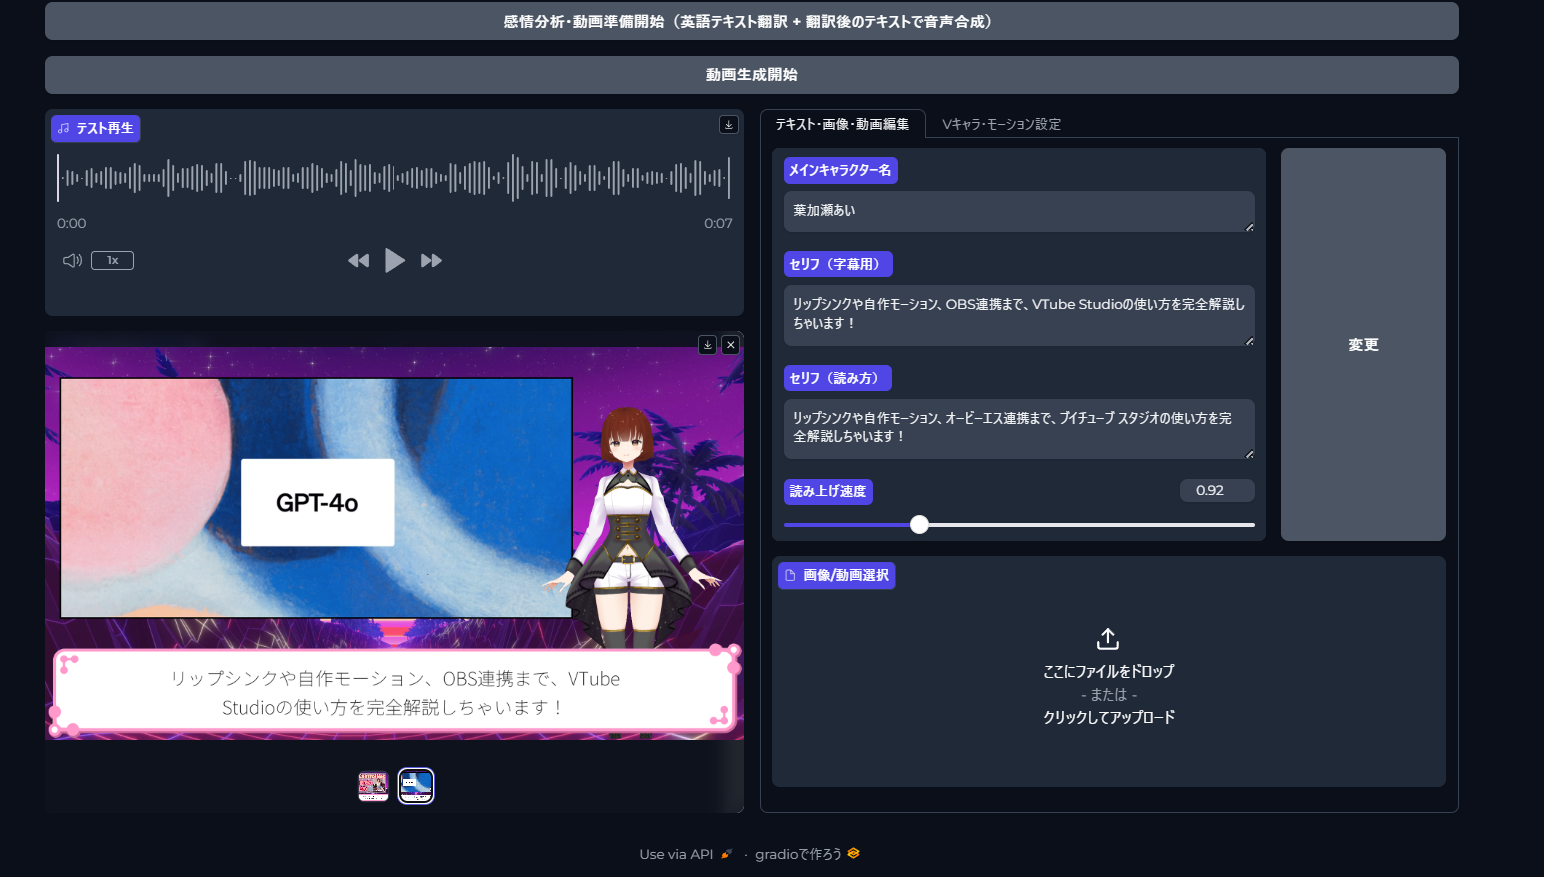 感情分析・動画準備開始（英語テキスト翻訳 + 翻訳後のテキストで音声合成）
動画生成開始
テスト再生
0:00
0:07
1x
GPT-4o
リップシンクや自作モーション、OBS連携まで、VTube
Studioの使い方を完全解説しちゃいます！
テキスト・画像・動画編集
Vキャラ・モーション設定
メインキャラクター名
葉加瀬あい
セリフ（字幕用）
リップシンクや自作モーション、OBS連携まで、VTube Studioの使い方を完全解説し
ちゃいます！
セリフ（読み方）
リップシンクや自作モーション、オービーエス連携まで、ブイチューブ スタジオの使い方を完
全解説しちゃいます！
読み上げ速度
0.92
変更
画像/動画選択
ここにファイルをドロップ
- または -
クリックしてアップロード
Use via API
·
gradioで作ろう